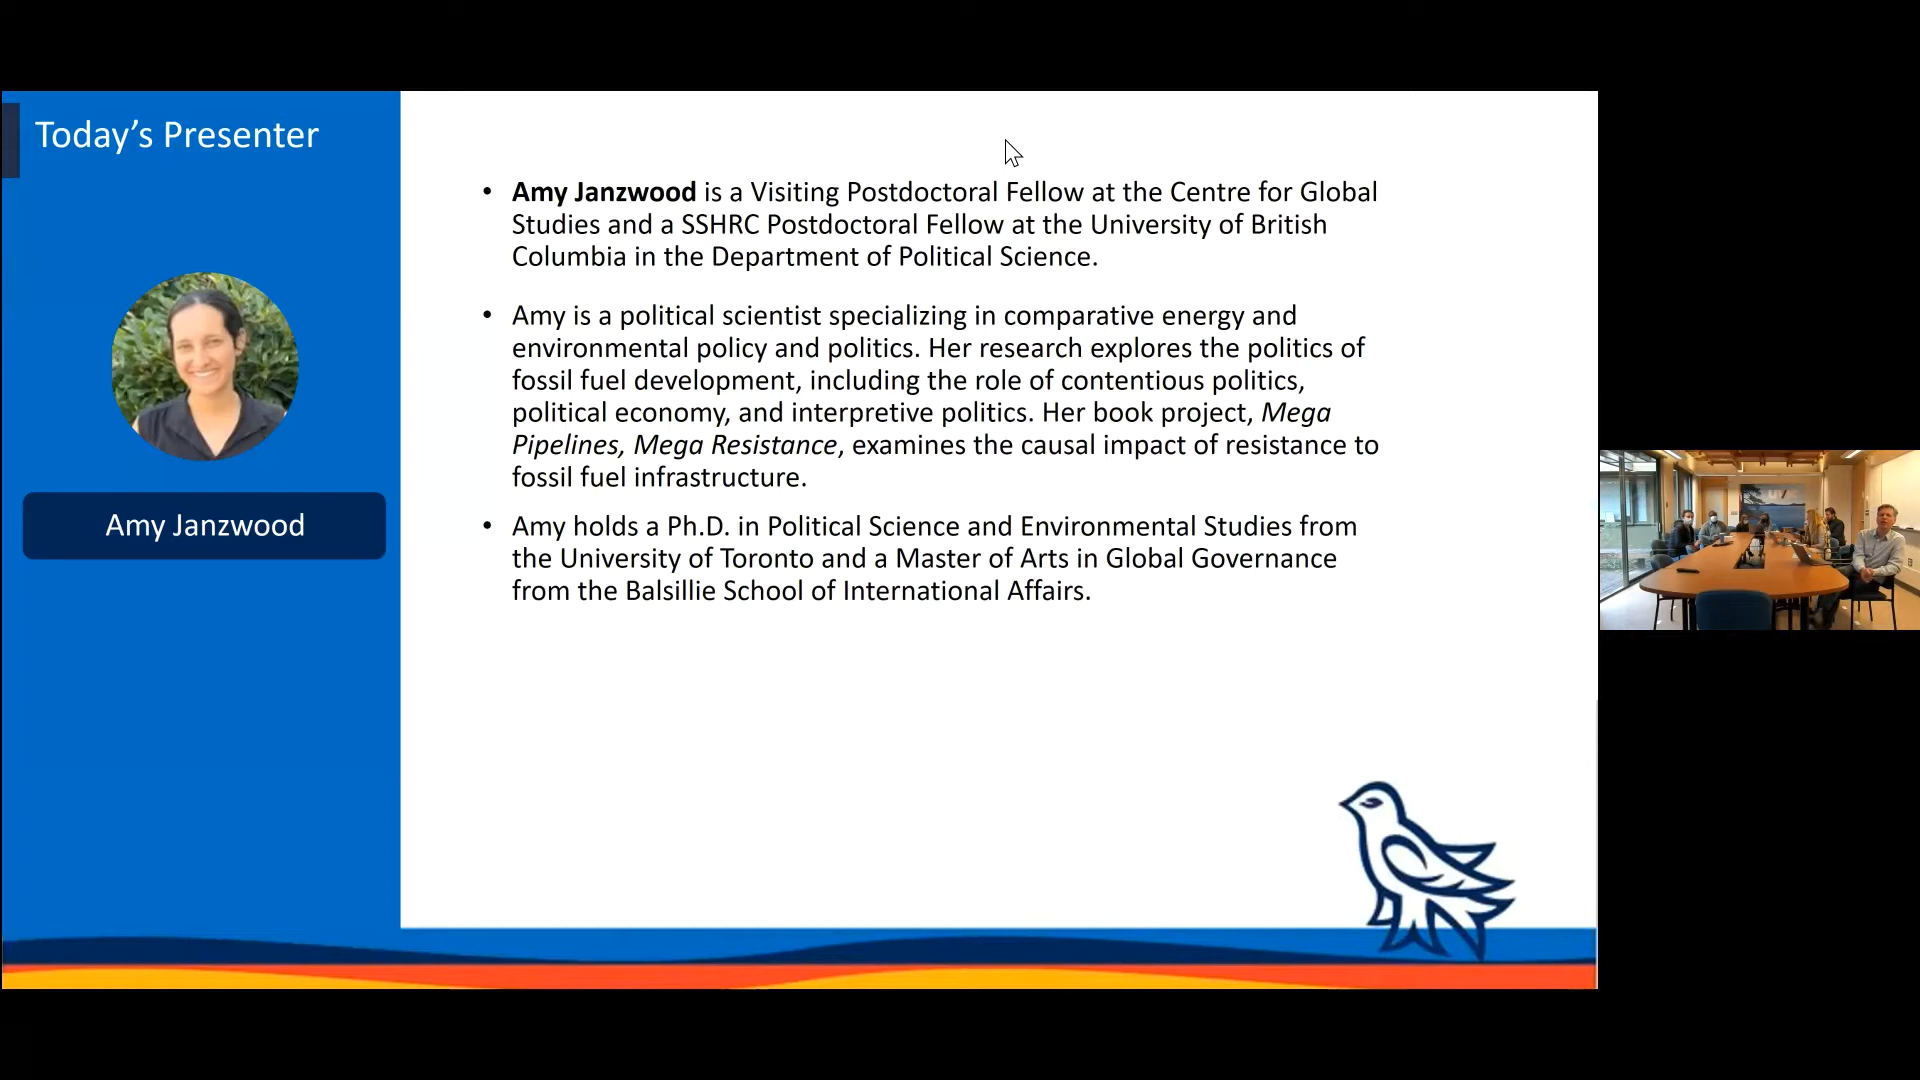 Today’s Presenter
Amy Janzwood
• Amy Janzwood is a Visiting Postdoctoral Fellow at the Centre for Global
Studies and a SSHRC Postdoctoral Fellow at the University of British
Columbia in the Department of Political Science.
• Amy is a political scientist specializing in comparative energy and
environmental policy and politics. Her research explores the politics of
fossil fuel development, including the role of contentious politics,
political economy, and interpretive politics. Her book project, Mega
Pipelines, Mega Resistance, examines the causal impact of resistance to
fossil fuel infrastructure.
• Amy holds a Ph.D. in Political Science and Environmental Studies from
the University of Toronto and a Master of Arts in Global Governance
from the Balsillie School of International Affairs.